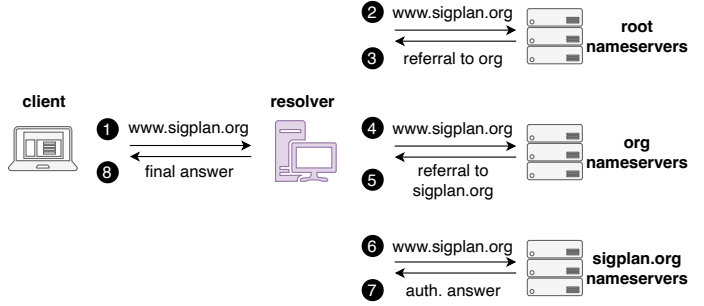 client
1 www.sigplan.org
8 final answer
resolver
2 www.sigplan.org
3 referral to org
root
nameservers
4 www.sigplan.org
5 referral to
sigplan.org
org
nameservers
6 www.sigplan.org
7 auth. answer
sigplan.org
nameservers